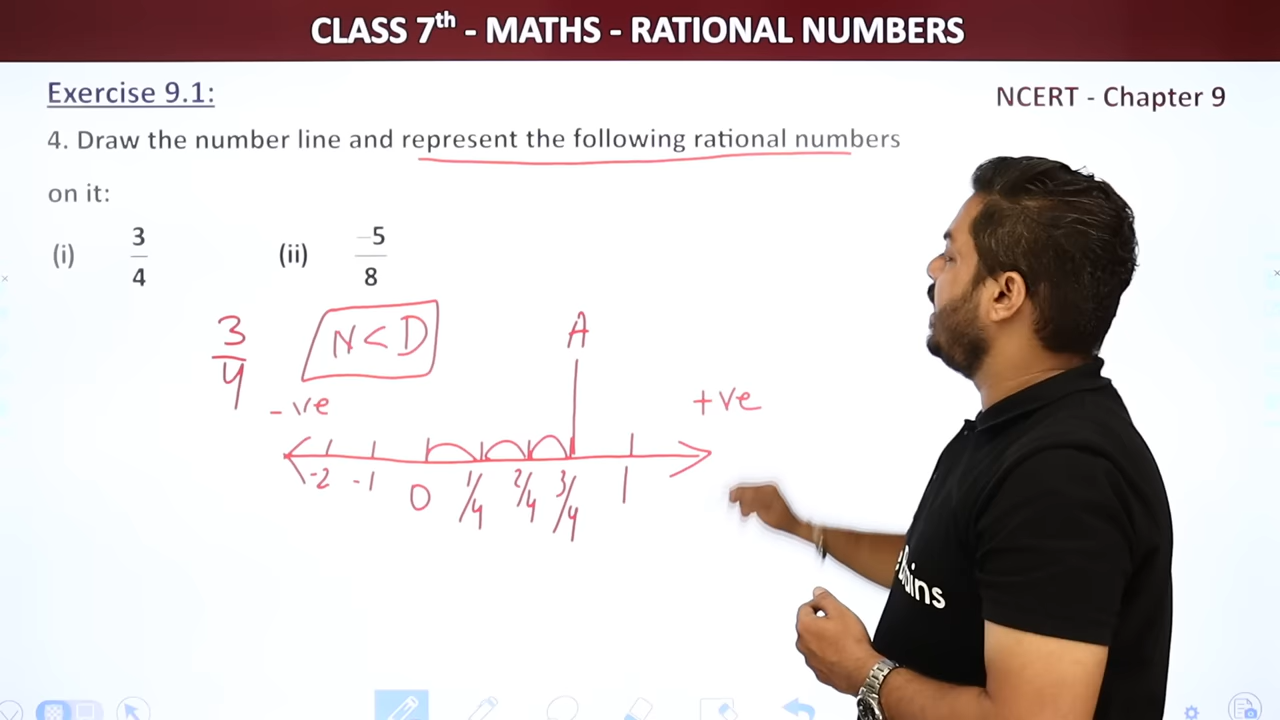 CLASS 7th - MATHS - RATIONAL NUMBERS
Exercise 9.1:
NCERT - Chapter 9
4. Draw the number line and represent the following rational numbers
on it:
(i) 3/4 (ii) -5/8
3/4 N < D A
-ve +ve
-2 -1 0 1/4 2/4 3/4 1